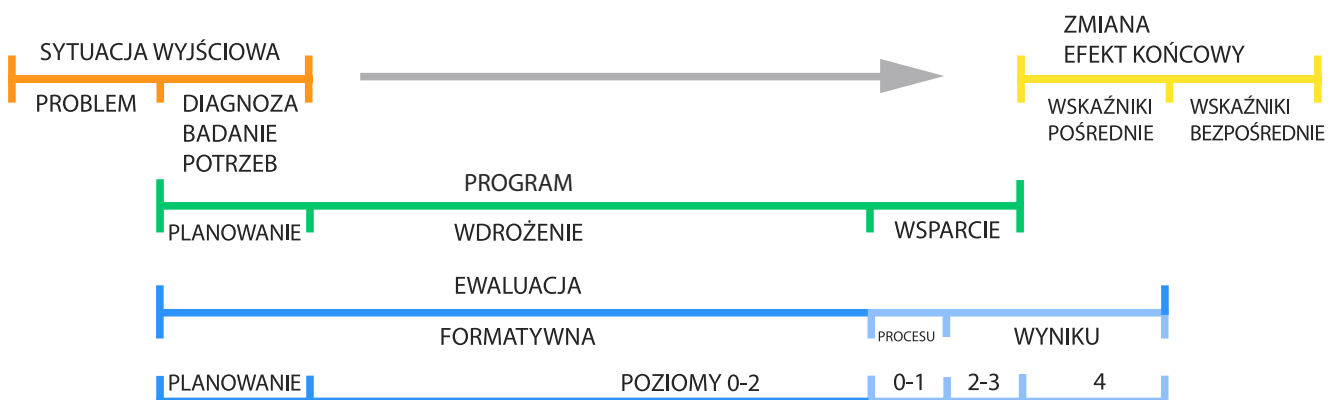 SYTUACJA WYJŚCIOWA
PROBLEM
DIAGNOZA
BADANIE
POTRZEB
ZMIANA
EFEKT KOŃCOWY
WSKAŹNIKI
POŚREDNIE
WSKAŹNIKI
BEZPOŚREDNIE
PROGRAM
PLANOWANIE
WDROŻENIE
WSPARCIE
EWALUACJA
FORMATYWNA
PROCESU
WYNIKU
PLANOWANIE
POZIOMY 0-2
0-1
2-3
4